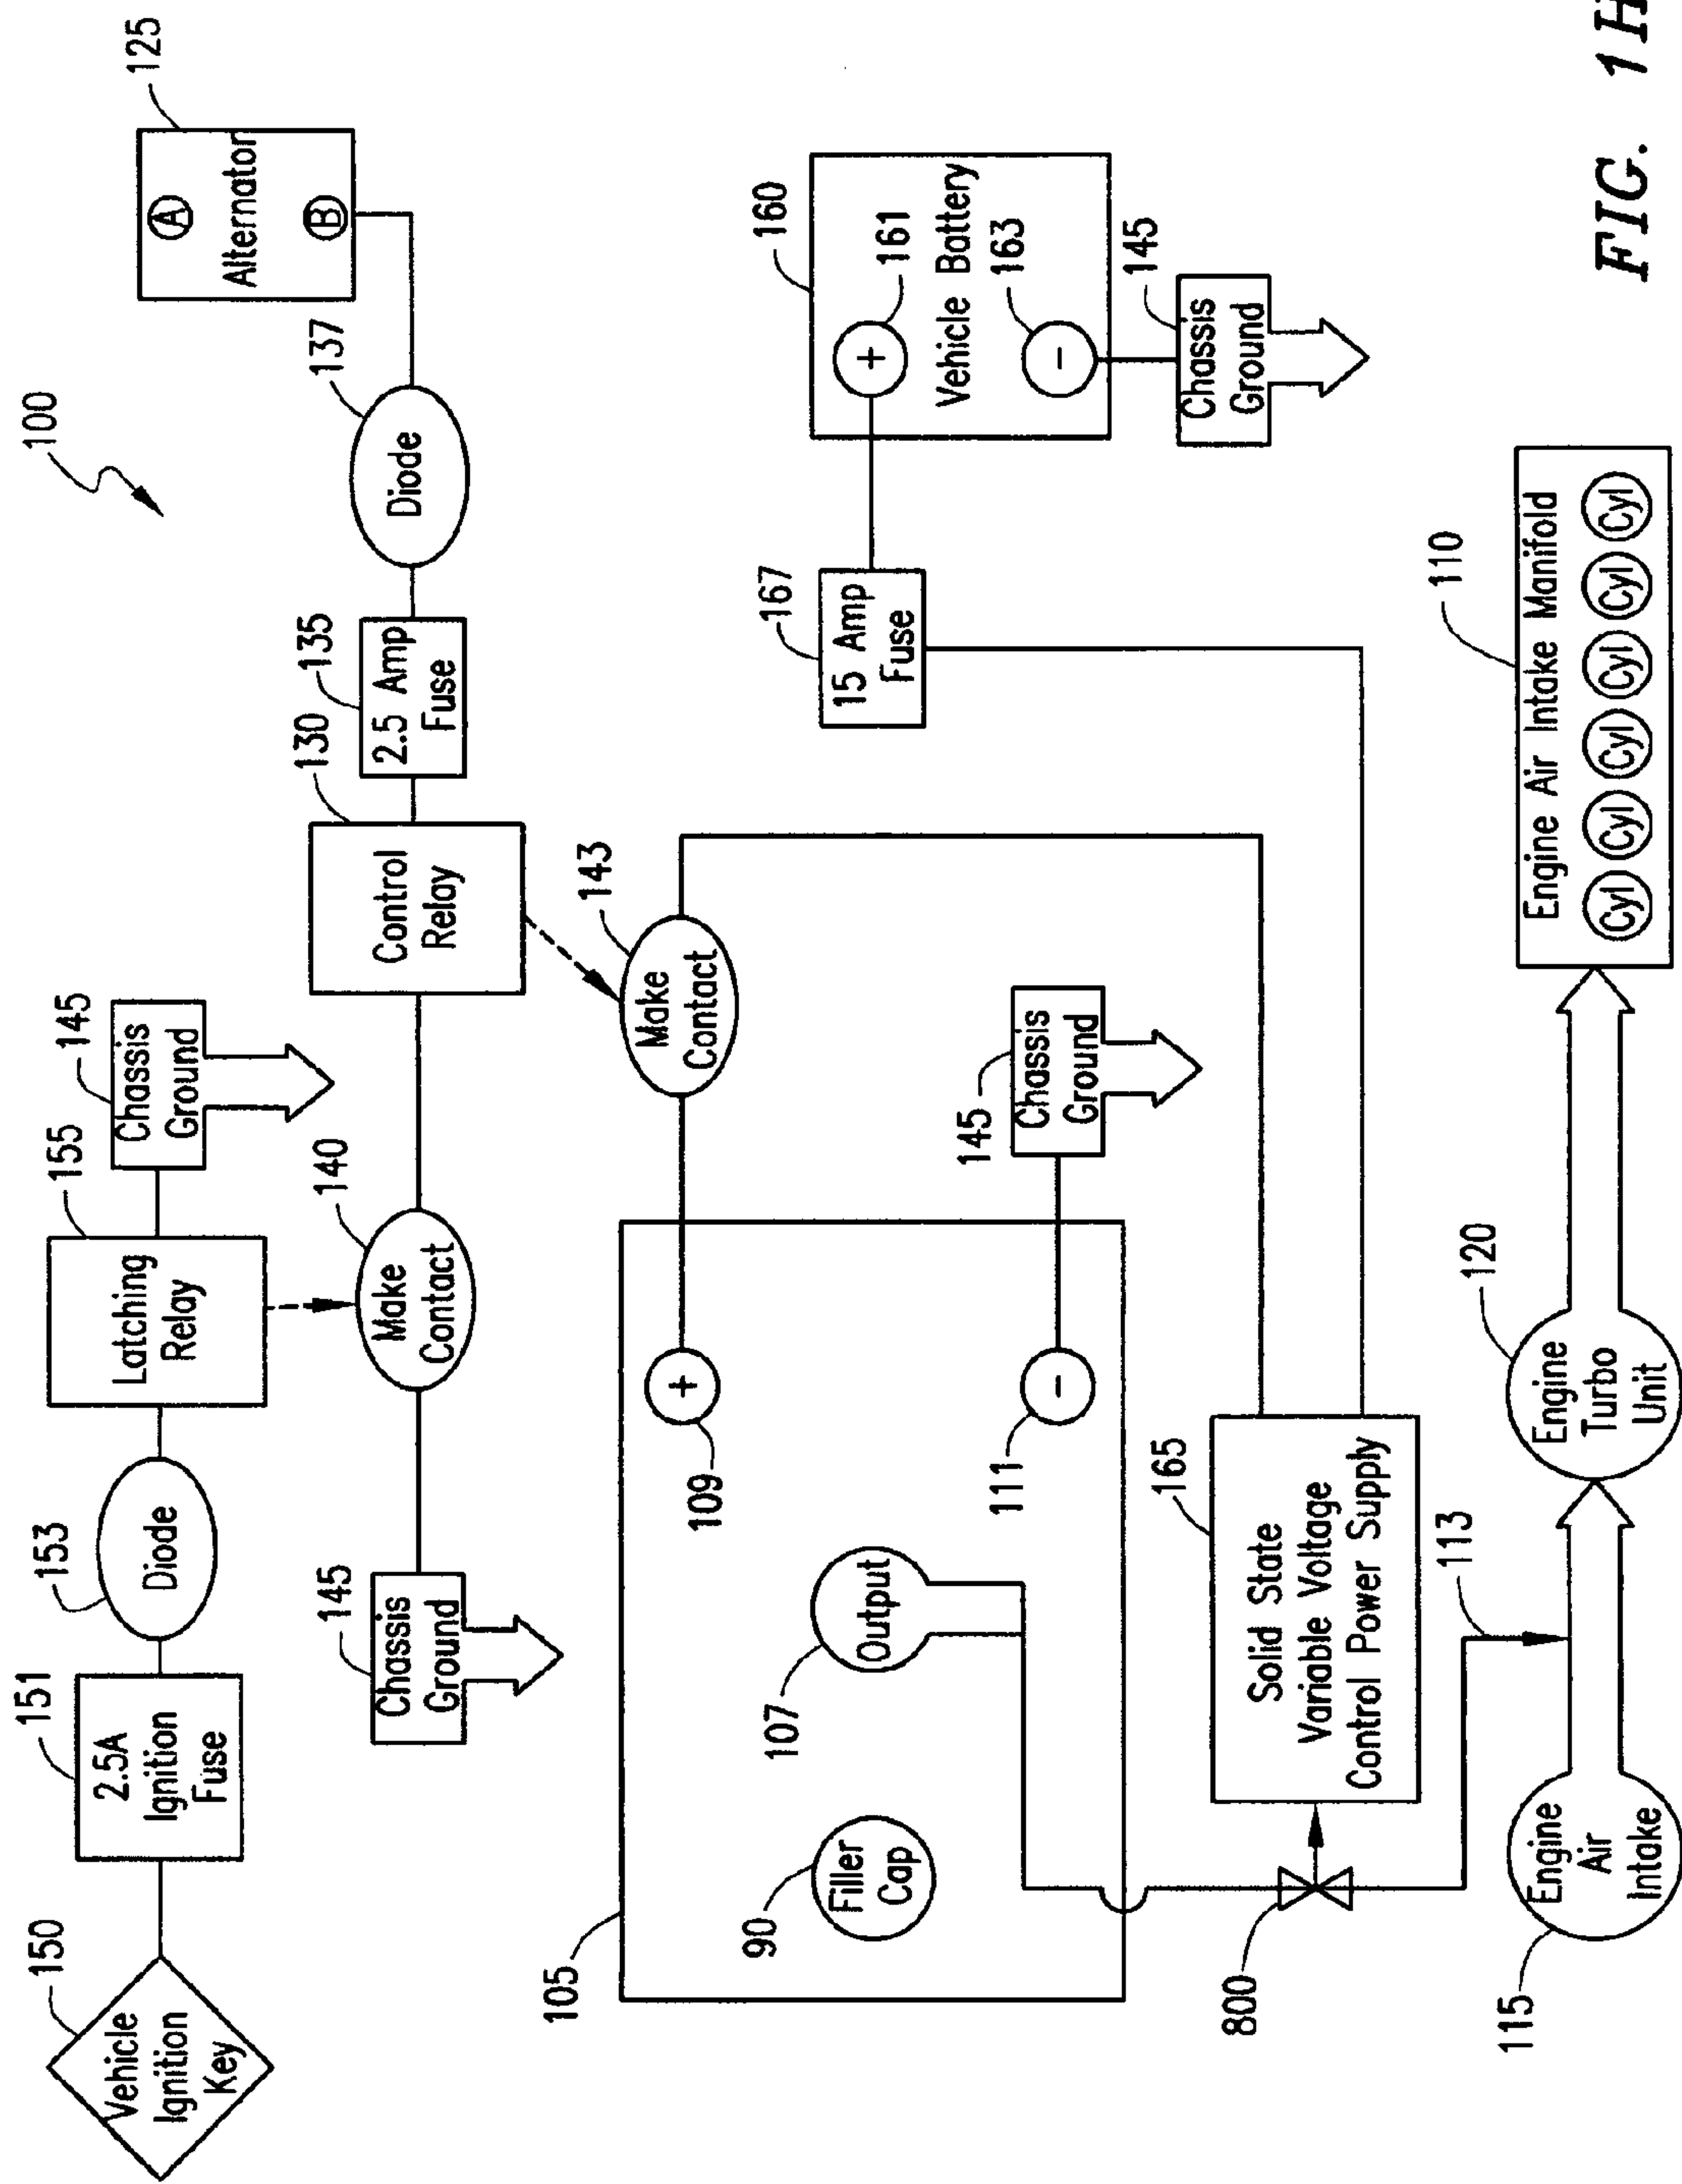 100
125
Alternator
A
B
137
Diode
135
2.5 Amp
Fuse
130
Control
Relay
145
Chassis
Ground
155
Latching
Relay
153
Diode
151
2.5A
Ignition
Fuse
150
Vehicle
Ignition
Key
140
Make
Contact
145
Chassis
Ground
143
Make
Contact
105
90
Filler
Cap
107
Output
109
+
111
-
145
Chassis
Ground
160
161
+
Vehicle Battery
163
-
145
Chassis
Ground
167
15 Amp
Fuse
165
Solid State
Variable Voltage
Control Power Supply
800
113
115
Engine
Air
Intake
120
Engine
Turbo
Unit
110
Engine Air Intake Manifold
Cyl Cyl Cyl Cyl Cyl Cyl
FIG. 1H